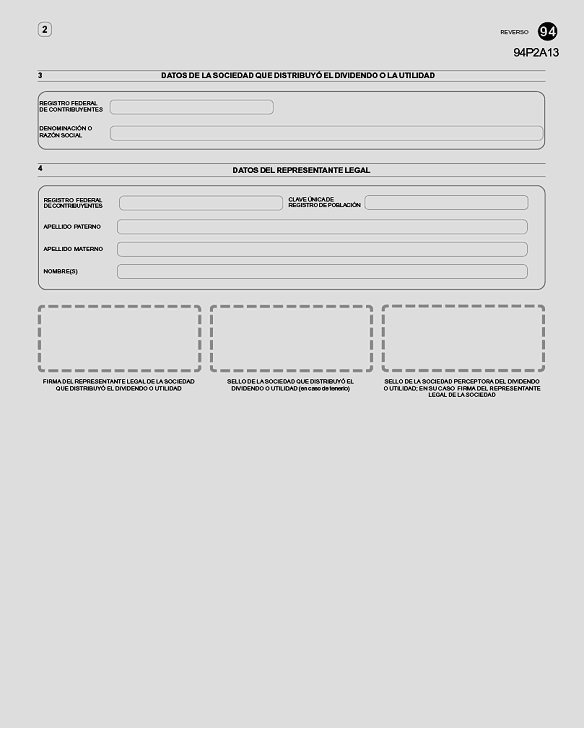 2
REVERSO 94
94P2A13
3 DATOS DE LA SOCIEDAD QUE DISTRIBUYÓ EL DIVIDENDO O LA UTILIDAD
REGISTRO FEDERAL
DE CONTRIBUYENTES
DENOMINACIÓN O
RAZÓN SOCIAL
4 DATOS DEL REPRESENTANTE LEGAL
REGISTRO FEDERAL
DE CONTRIBUYENTES
CLAVE ÚNICA DE
REGISTRO DE POBLACIÓN
APELLIDO PATERNO
APELLIDO MATERNO
NOMBRE(S)
FIRMA DEL REPRESENTANTE LEGAL DE LA SOCIEDAD
QUE DISTRIBUYÓ EL DIVIDENDO O UTILIDAD
SELLO DE LA SOCIEDAD QUE DISTRIBUYÓ EL
DIVIDENDO O UTILIDAD (en caso de tenerlo)
SELLO DE LA SOCIEDAD PERCEPTORA DEL DIVIDENDO
O UTILIDAD; EN SU CASO FIRMA DEL REPRESENTANTE
LEGAL DE LA SOCIEDAD